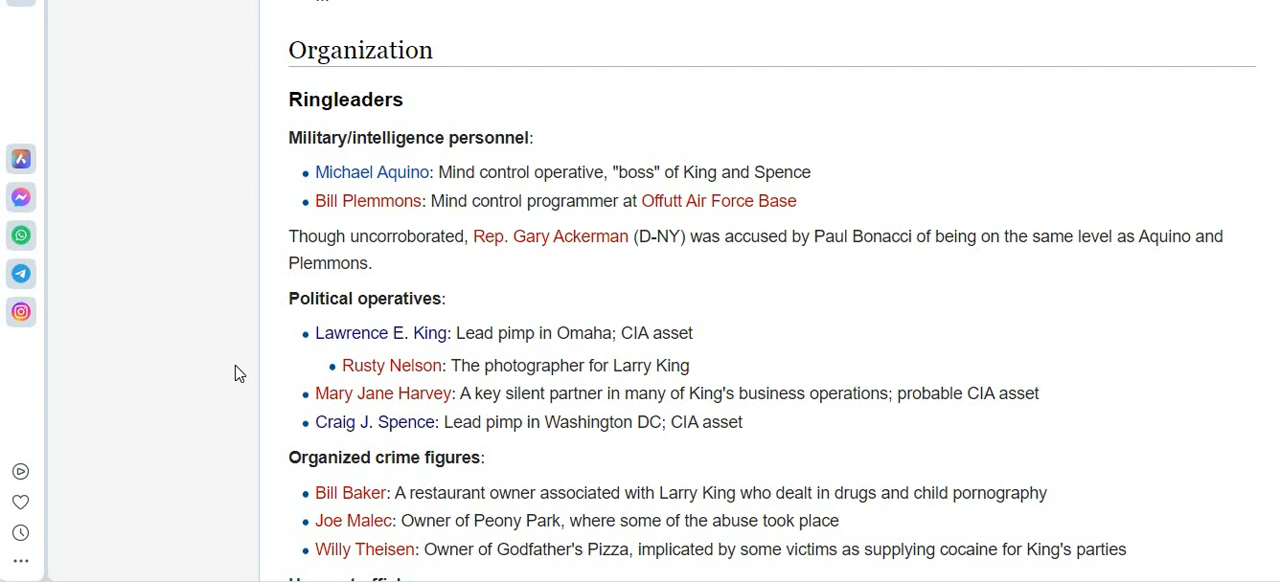 Organization
Ringleaders
Military/intelligence personnel:
Michael Aquino: Mind control operative, "boss" of King and Spence
Bill Plemmons: Mind control programmer at Offutt Air Force Base
Though uncorroborated, Rep. Gary Ackerman (D-NY) was accused by Paul Bonacci of being on the same level as Aquino and
Plemmons.
Political operatives:
Lawrence E. King: Lead pimp in Omaha; CIA asset
Rusty Nelson: The photographer for Larry King
Mary Jane Harvey: A key silent partner in many of King's business operations; probable CIA asset
Craig J. Spence: Lead pimp in Washington DC; CIA asset
Organized crime figures:
Bill Baker: A restaurant owner associated with Larry King who dealt in drugs and child pornography
Joe Malec: Owner of Peony Park, where some of the abuse took place
Willy Theisen: Owner of Godfather's Pizza, implicated by some victims as supplying cocaine for King's parties